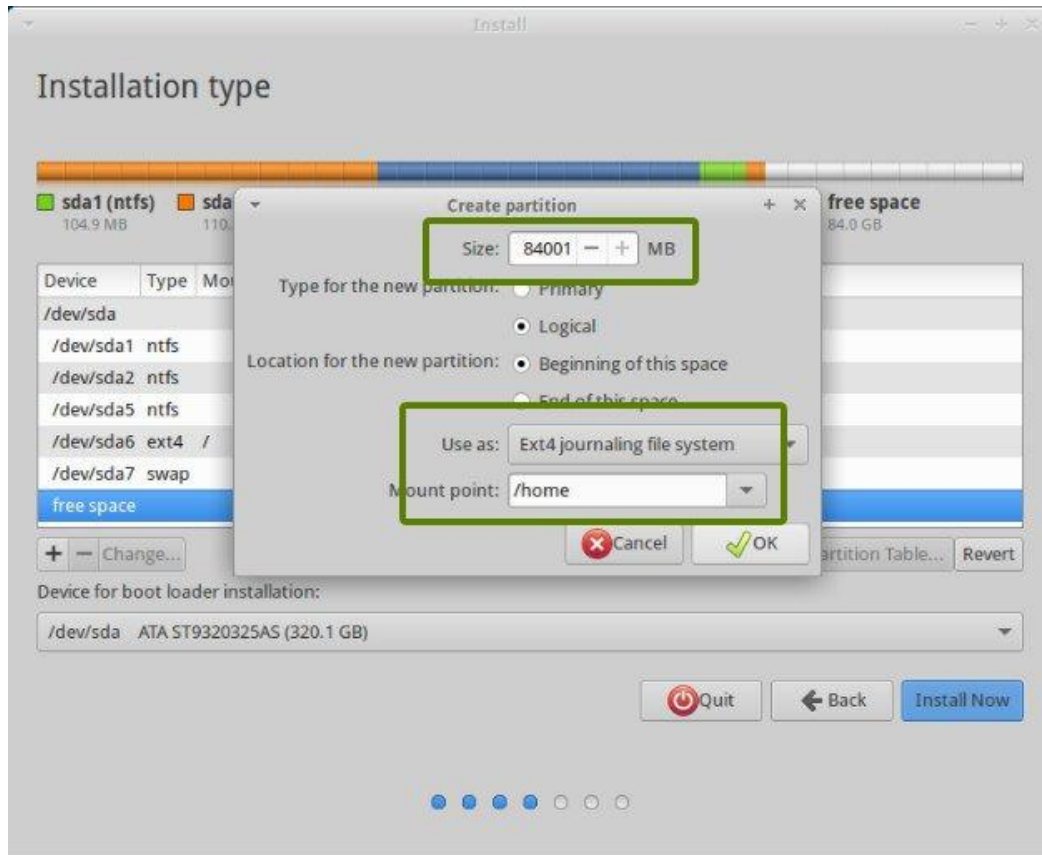 Install
Installation type
sda1 (ntfs) sda free space
104.9 MB 110. 84.0 GB
Create partition
Size: 84001 MB
Type for the new partition: Primary
Logical
Location for the new partition: Beginning of this space
End of this space
Use as: Ext4 journaling file system
Mount point: /home
Cancel OK
Device Type Mou
/dev/sda
/dev/sda1 ntfs
/dev/sda2 ntfs
/dev/sda5 ntfs
/dev/sda6 ext4 /
/dev/sda7 swap
free space
+ - Change... artition Table... Revert
Device for boot loader installation:
/dev/sda ATA ST9320325AS (320.1 GB)
Quit Back Install Now